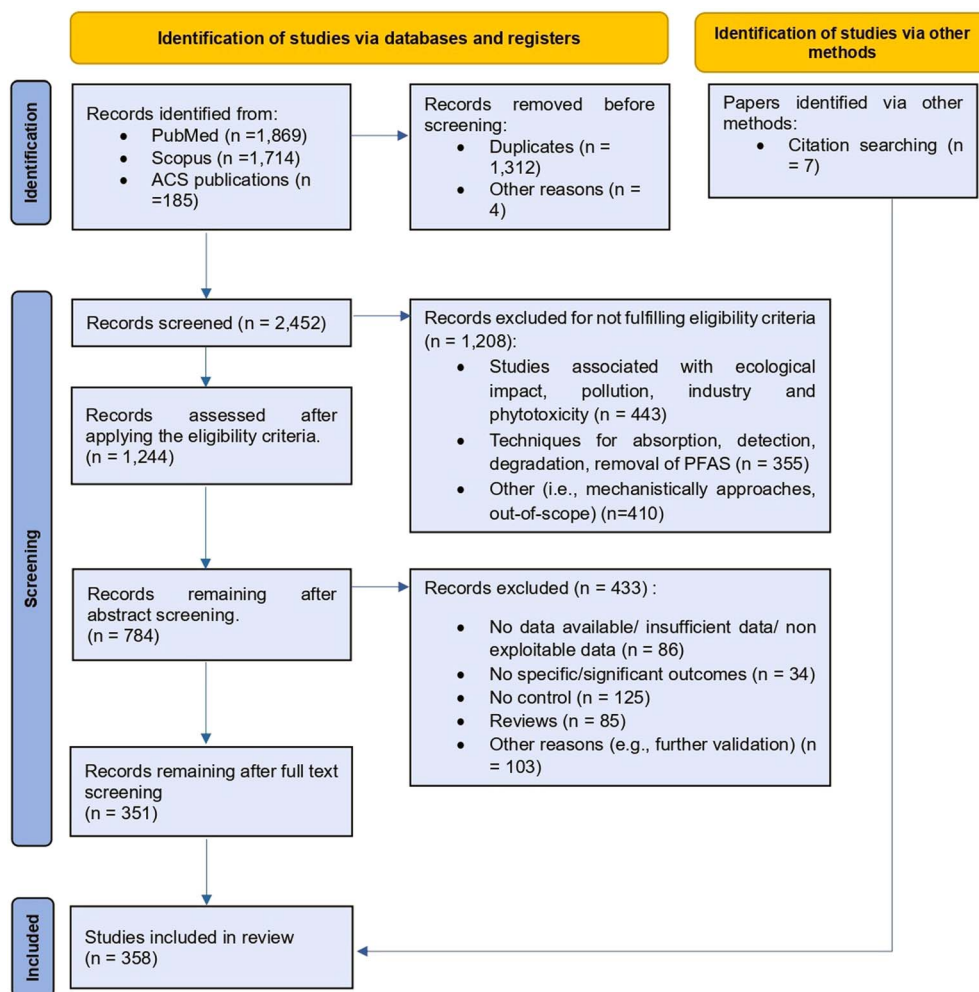 Identification of studies via databases and registers
Identification of studies via other
methods
Identification
Records identified from:
• PubMed (n =1,869)
• Scopus (n =1,714)
• ACS publications (n
=185)
Records removed before
screening:
• Duplicates (n =
1,312)
• Other reasons (n =
4)
Papers identified via other
methods:
• Citation searching (n
= 7)
Screening
Records screened (n = 2,452)
Records excluded for not fulfilling eligibility criteria
(n = 1,208):
• Studies associated with ecological
impact, pollution, industry and
phytotoxicity (n = 443)
• Techniques for absorption, detection,
degradation, removal of PFAS (n = 355)
• Other (i.e., mechanistically approaches,
out-of-scope) (n=410)
Records assessed after
applying the eligibility criteria.
(n = 1,244)
Records remaining after
abstract screening.
(n = 784)
Records excluded (n = 433) :
• No data available/ insufficient data/ non
exploitable data (n = 86)
• No specific/significant outcomes (n = 34)
• No control (n = 125)
• Reviews (n = 85)
• Other reasons (e.g., further validation) (n
= 103)
Records remaining after full text
screening
(n = 351)
Included
Studies included in review
(n = 358)